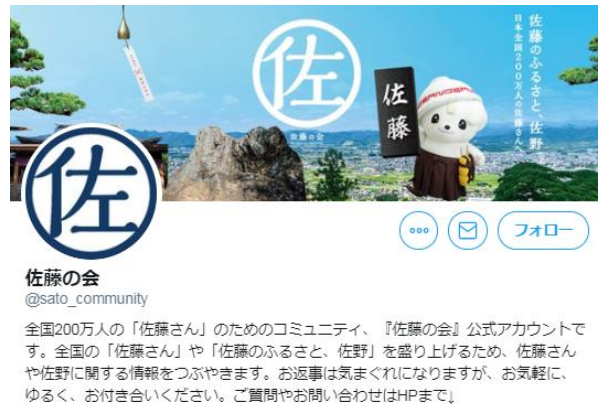 佐
佐藤の会
佐藤
佐藤のふるさと、佐野
日本全国200万人の佐藤さんへ
佐
フォロー
佐藤の会
@sato_community
全国200万人の「佐藤さん」のためのコミュニティ、『佐藤の会』公式アカウントで
す。全国の「佐藤さん」や「佐藤のふるさと、佐野」を盛り上げるため、佐藤さん
や佐野に関する情報をつぶやきます。お返事は気まぐれになりますが、お気軽に、
ゆるく、お付き合いください。ご質問やお問い合わせはHPまで↓